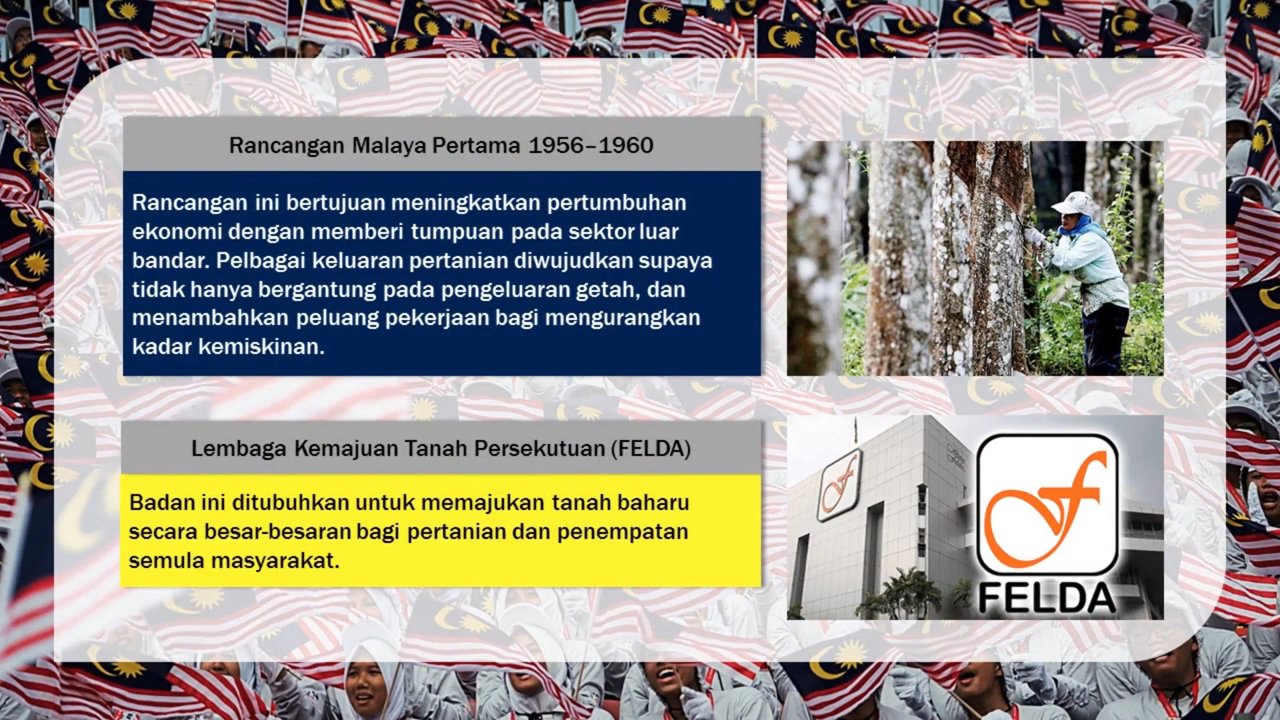 Rancangan Malaya Pertama 1956–1960
Rancangan ini bertujuan meningkatkan pertumbuhan
ekonomi dengan memberi tumpuan pada sektor luar
bandar. Pelbagai keluaran pertanian diwujudkan supaya
tidak hanya bergantung pada pengeluaran getah, dan
menambahkan peluang pekerjaan bagi mengurangkan
kadar kemiskinan.
Lembaga Kemajuan Tanah Persekutuan (FELDA)
Badan ini ditubuhkan untuk memajukan tanah baharu
secara besar-besaran bagi pertanian dan penempatan
semula masyarakat.
FELDA